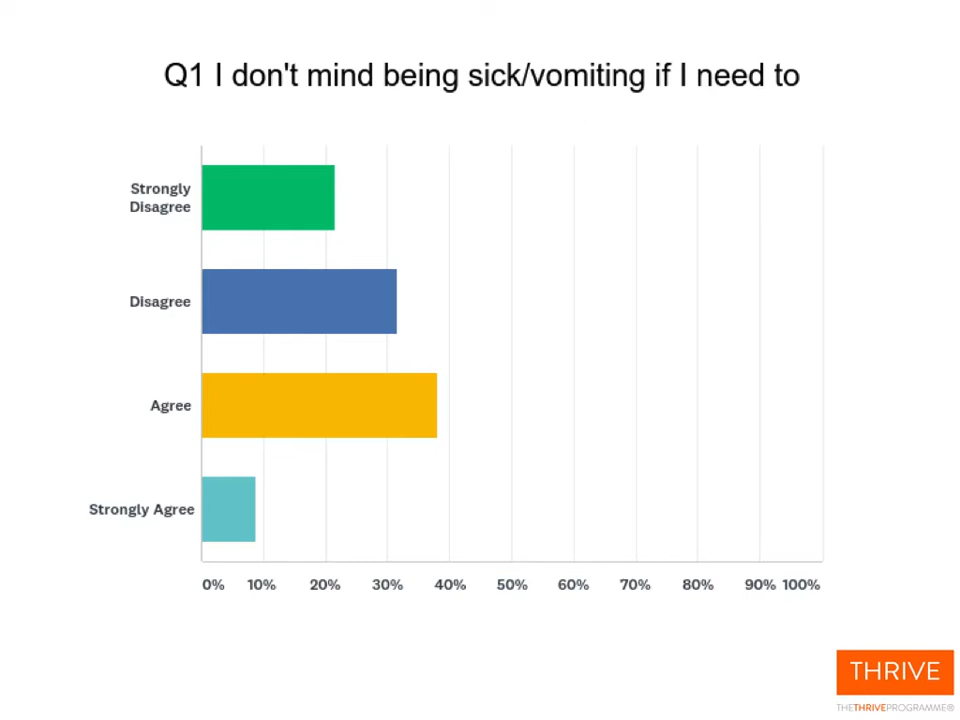 Q1 I don't mind being sick/vomiting if I need to
Strongly
Disagree
Disagree
Agree
Strongly Agree
0% 10% 20% 30% 40% 50% 60% 70% 80% 90% 100%
THRIVE
THETHRIVEPROGRAMME®